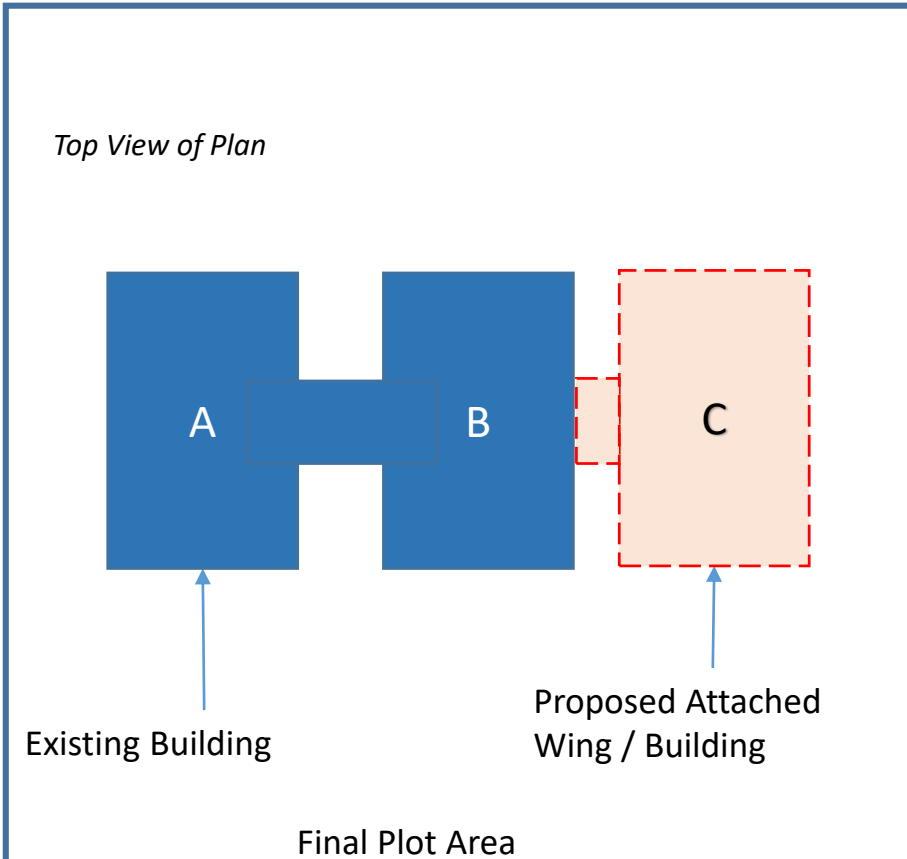 Top View of Plan
A
B
C
Existing Building
Proposed Attached
Wing / Building
Final Plot Area